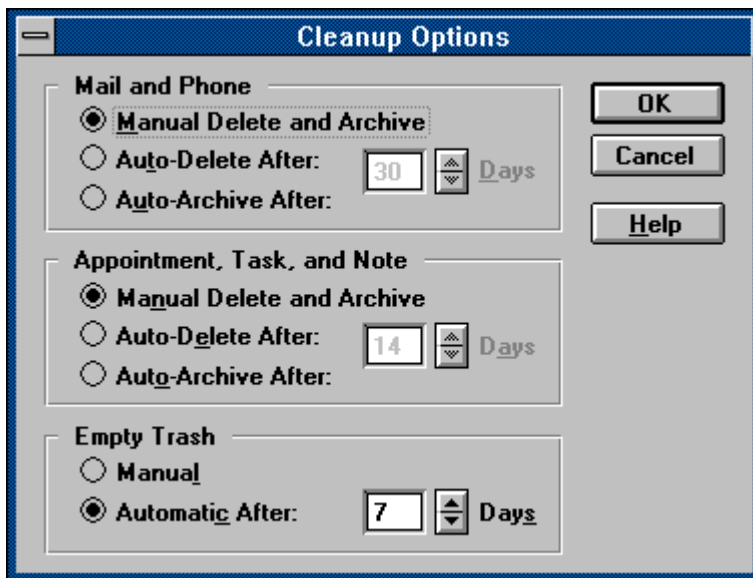 Cleanup Options
Mail and Phone
Manual Delete and Archive
Auto-Delete After: 30 Days
Auto-Archive After:
OK
Cancel
Help
Appointment, Task, and Note
Manual Delete and Archive
Auto-Delete After: 14 Days
Auto-Archive After:
Empty Trash
Manual
Automatic After: 7 Days